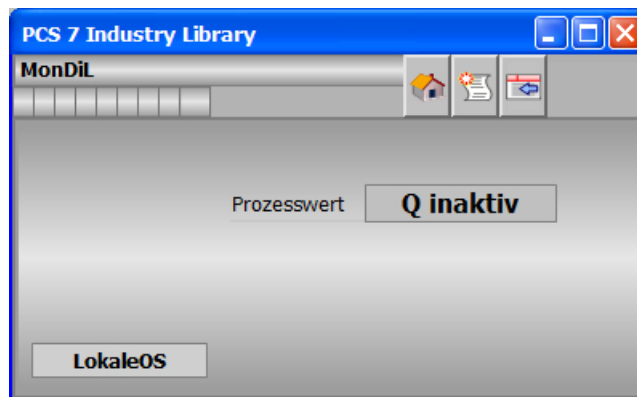 PCS 7 Industry Library
MonDiL
Prozesswert
Q inaktiv
LokaleOS